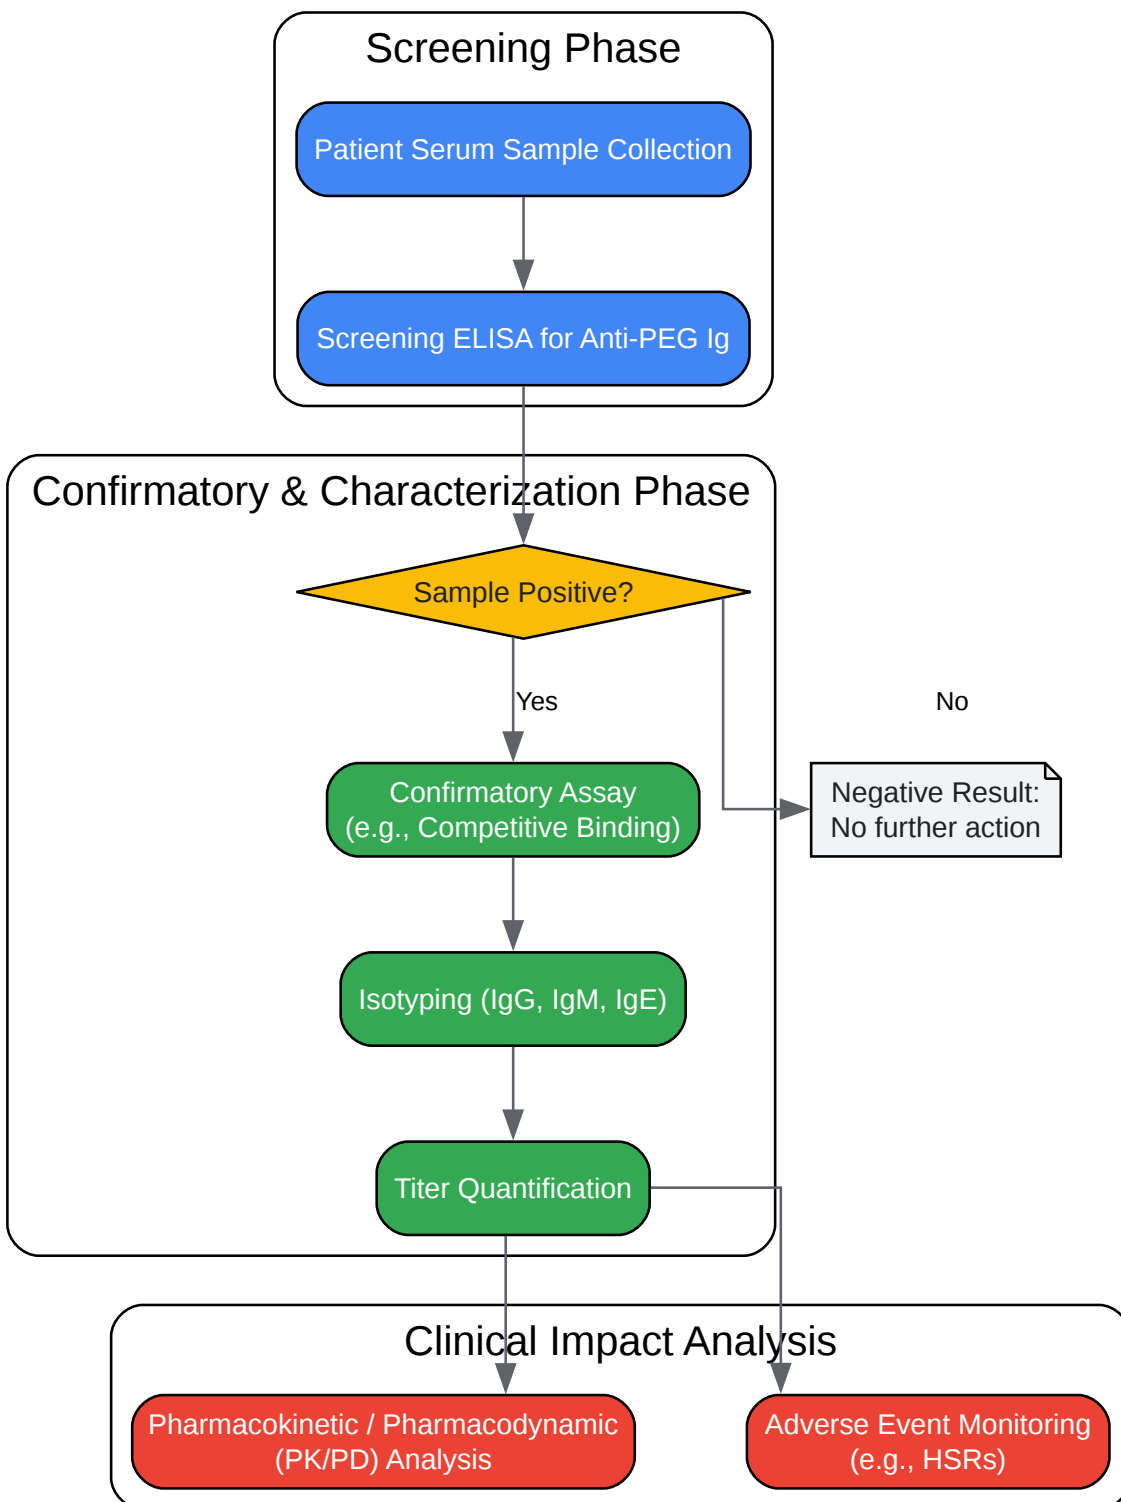 Screening Phase
Patient Serum Sample Collection
Screening ELISA for Anti-PEG Ig
Confirmatory & Characterization Phase
Sample Positive?
Yes
No
Confirmatory Assay
(e.g., Competitive Binding)
Negative Result:
No further action
Isotyping (IgG, IgM, IgE)
Titer Quantification
Clinical Impact Analysis
Pharmacokinetic / Pharmacodynamic
(PK/PD) Analysis
Adverse Event Monitoring
(e.g., HSRs)